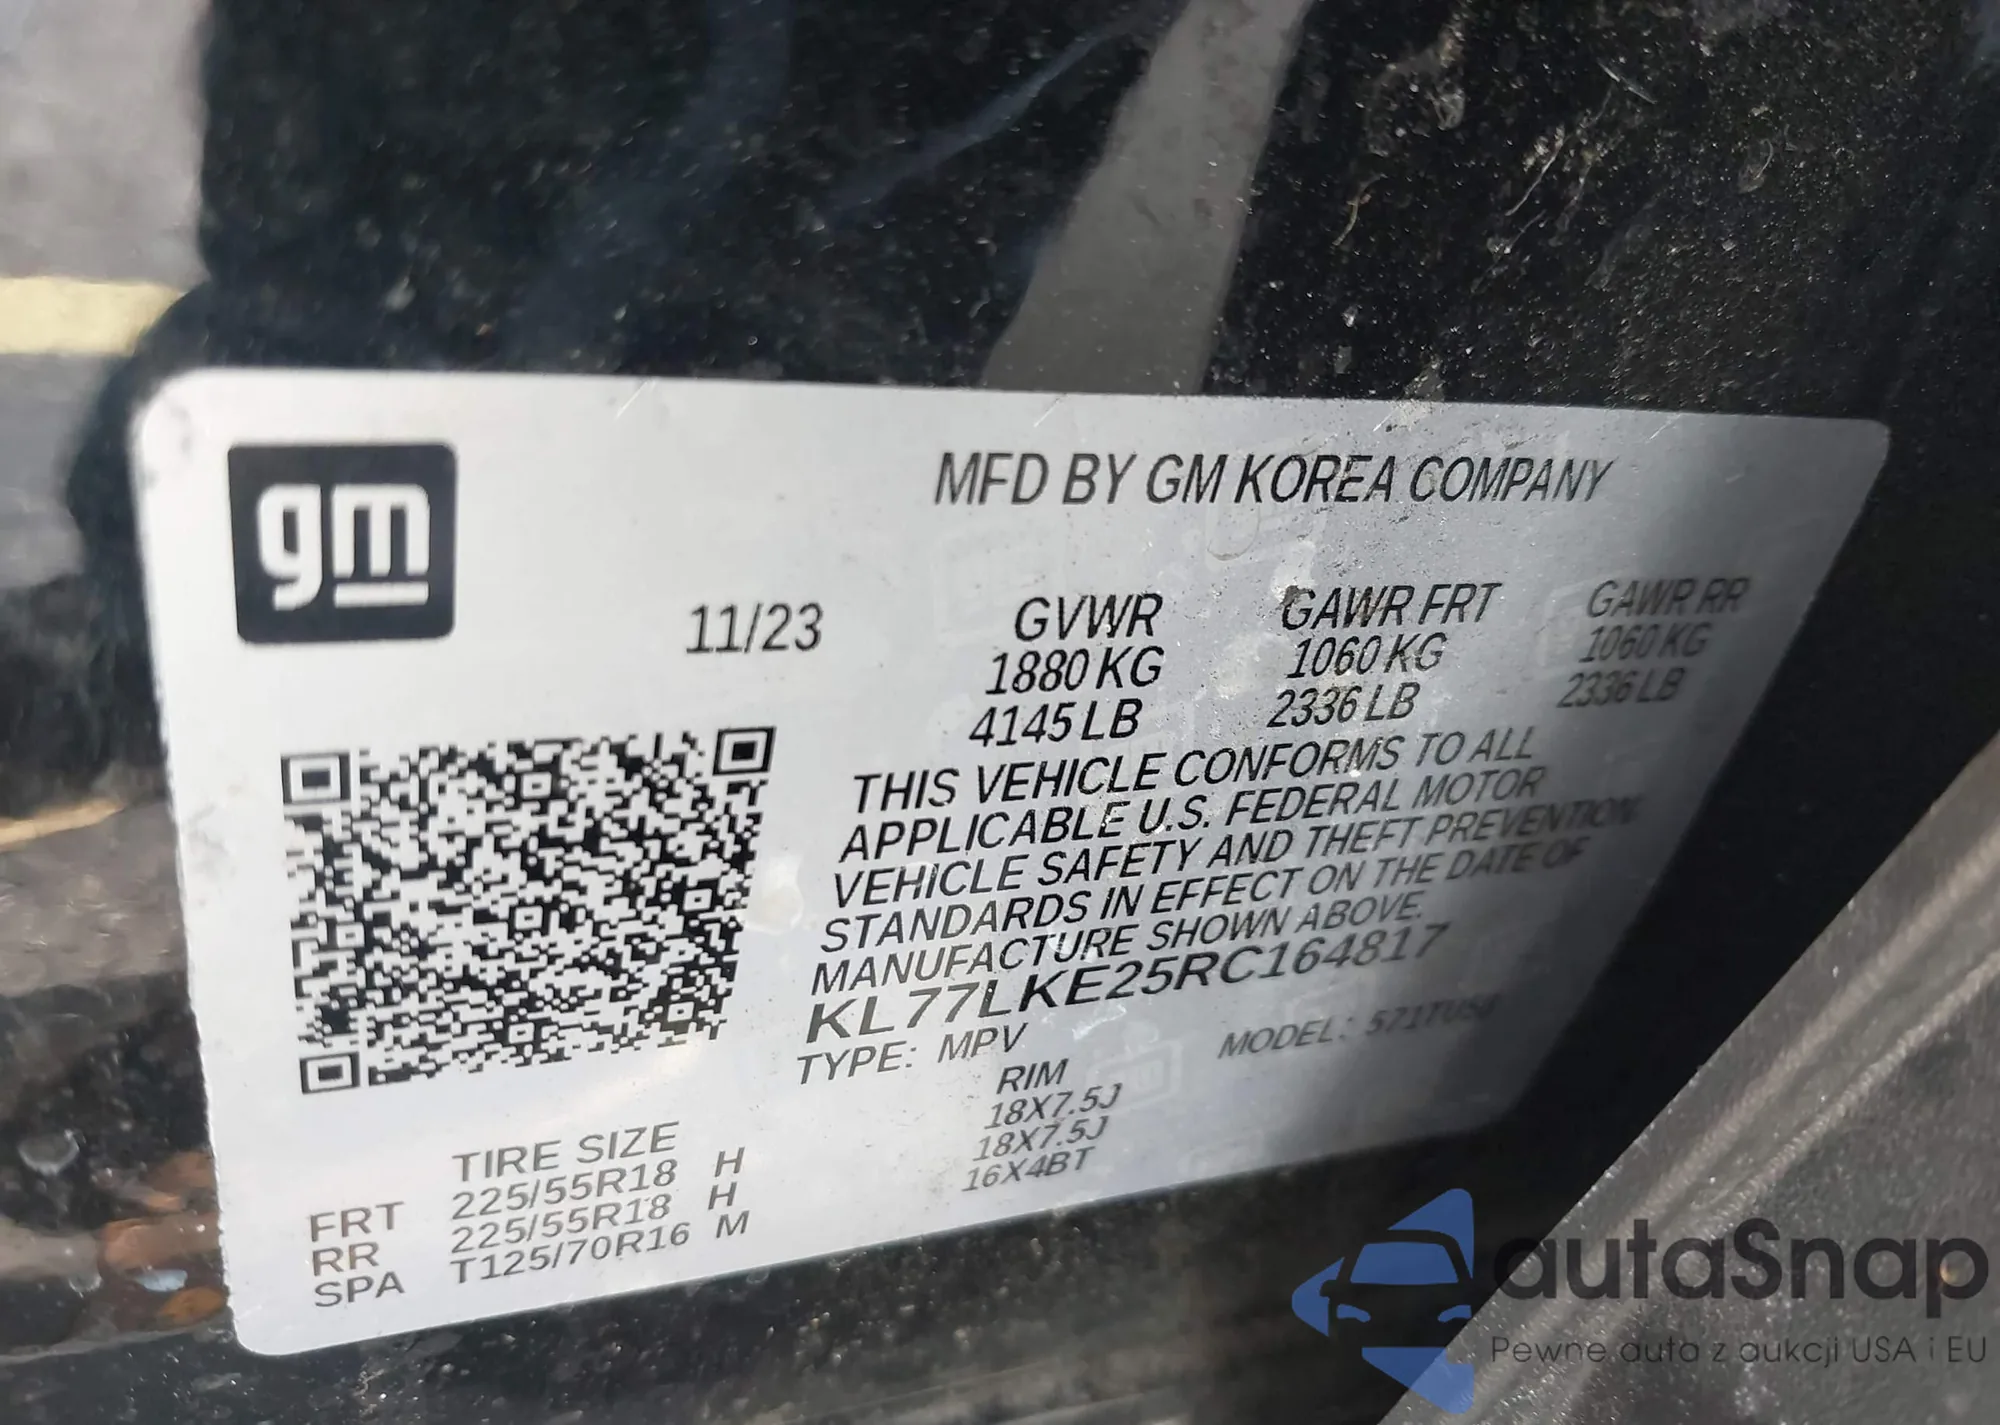 gm
MFD BY GM KOREA COMPANY
11/23
GVWR GAWR FRT GAWR RR
1880 KG 1060 KG 1060 KG
4145 LB 2336 LB 2336 LB
THIS VEHICLE CONFORMS TO ALL
APPLICABLE U.S. FEDERAL MOTOR
VEHICLE SAFETY AND THEFT PREVENTION
STANDARDS IN EFFECT ON THE DATE OF
MANUFACTURE SHOWN ABOVE.
KL77LKE25RC164817
TYPE: MPV MODEL:
TIRE SIZE RIM
FRT 225/55R18 H 18X7.5J
RR 225/55R18 H 18X7.5J
SPA T125/70R16 M 16X4BT
autaSnap
Pewne auta z aukcji USA i EU